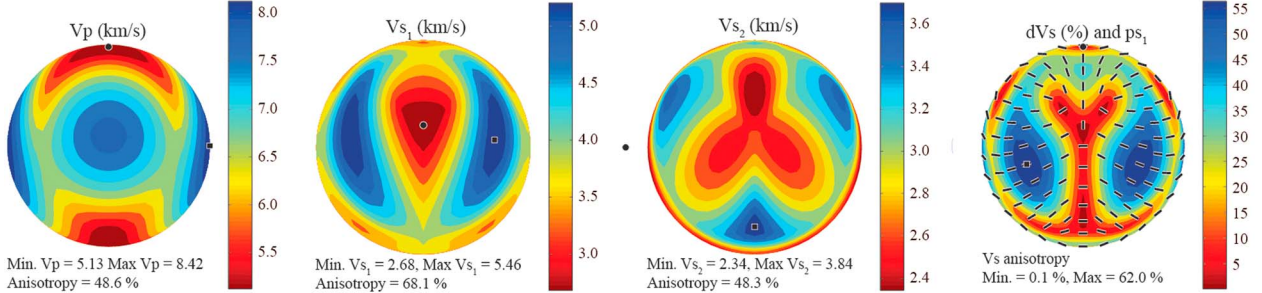 Vp (km/s)
8.0
7.5
7.0
6.5
6.0
5.5
Min. Vp = 5.13 Max Vp = 8.42
Anisotropy = 48.6 %
Vs₁ (km/s)
5.0
4.5
4.0
3.5
3.0
Min. Vs₁ = 2.68, Max Vs₁ = 5.46
Anisotropy = 68.1 %
Vs₂ (km/s)
3.6
3.4
3.2
3.0
2.8
2.6
2.4
Min. Vs₂ = 2.34, Max Vs₂ = 3.84
Anisotropy = 48.3 %
dVs (%) and ps₁
55
50
45
40
35
30
25
20
15
10
5
Vs anisotropy
Min. = 0.1 %, Max = 62.0 %